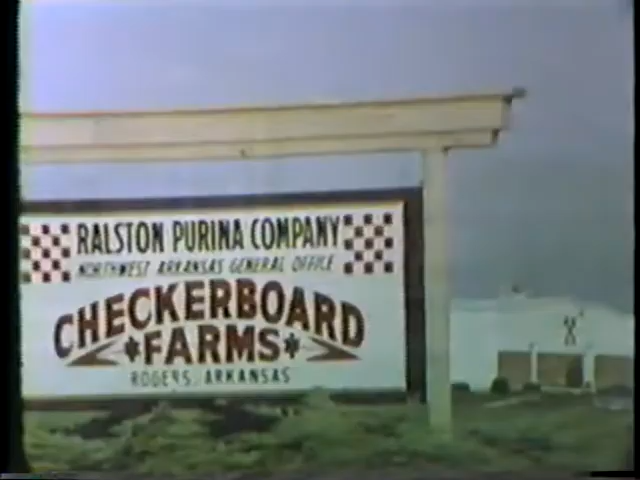 RALSTON PURINA COMPANY
NORTHWEST ARKANSAS GENERAL OFFICE
CHECKERBOARD
FARMS
ROGERS, ARKANSAS